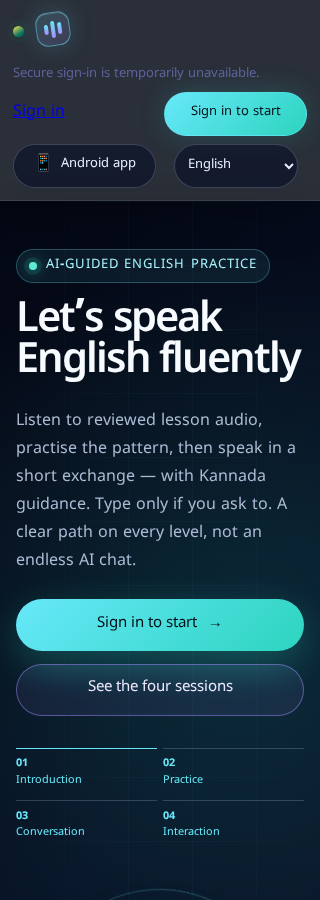 Secure sign-in is temporarily unavailable.
Sign in
Sign in to start
Android app
English
AI-GUIDED ENGLISH PRACTICE
Let’s speak
English fluently
Listen to reviewed lesson audio,
practise the pattern, then speak in a
short exchange — with Kannada
guidance. Type only if you ask to. A
clear path on every level, not an
endless AI chat.
Sign in to start →
See the four sessions
01
Introduction
02
Practice
03
Conversation
04
Interaction